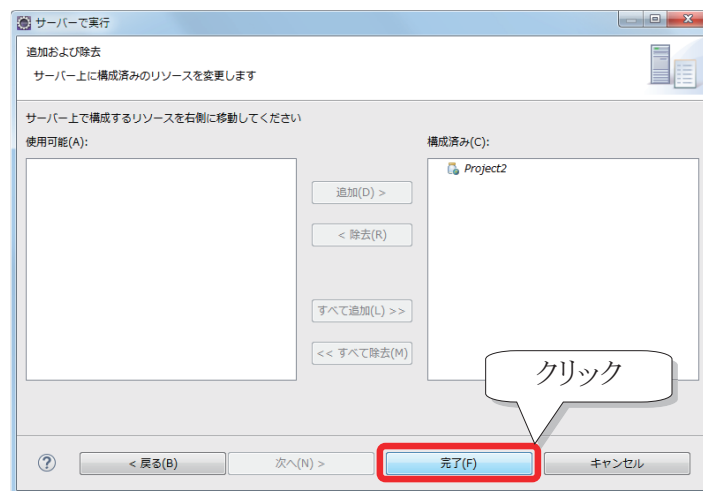 サーバーで実行
追加および除去
サーバー上に構成済みのリソースを変更します
サーバー上で構成するリソースを右側に移動してください
使用可能(A):
構成済み(C):
Project2
追加(D) >
< 除去(R)
すべて追加(L) >>
<< すべて除去(M)
クリック
?
< 戻る(B)
次へ(N) >
完了(F)
キャンセル